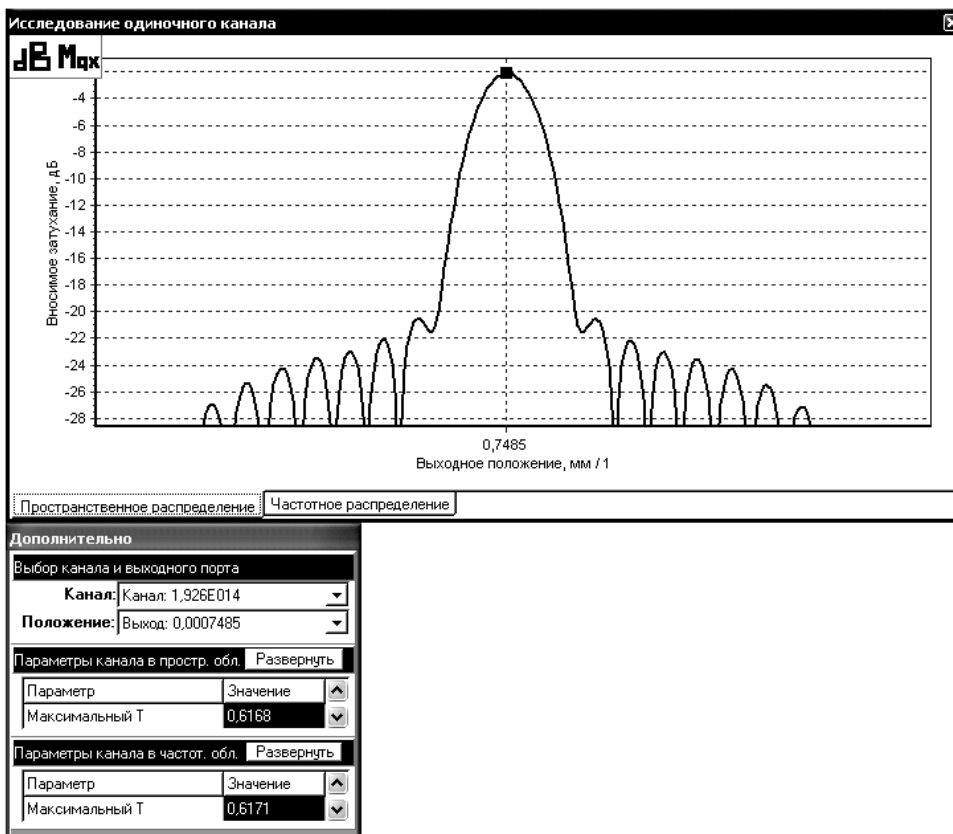 Исследование одиночного канала
dB Max
-4
-6
-8
-10
-12
-14
-16
-18
-20
-22
-24
-26
-28
Вносимое затухание, дБ
0,7485
Выходное положение, мм / 1
Пространственное распределение Частотное распределение
Дополнительно
Выбор канала и выходного порта
Канал: Канал: 1,926E014
Положение: Выход: 0,0007485
Параметры канала в простр. обл. Развернуть
Параметр Значение
Максимальный T 0,6168
Параметры канала в частот. обл. Развернуть
Параметр Значение
Максимальный T 0,6171